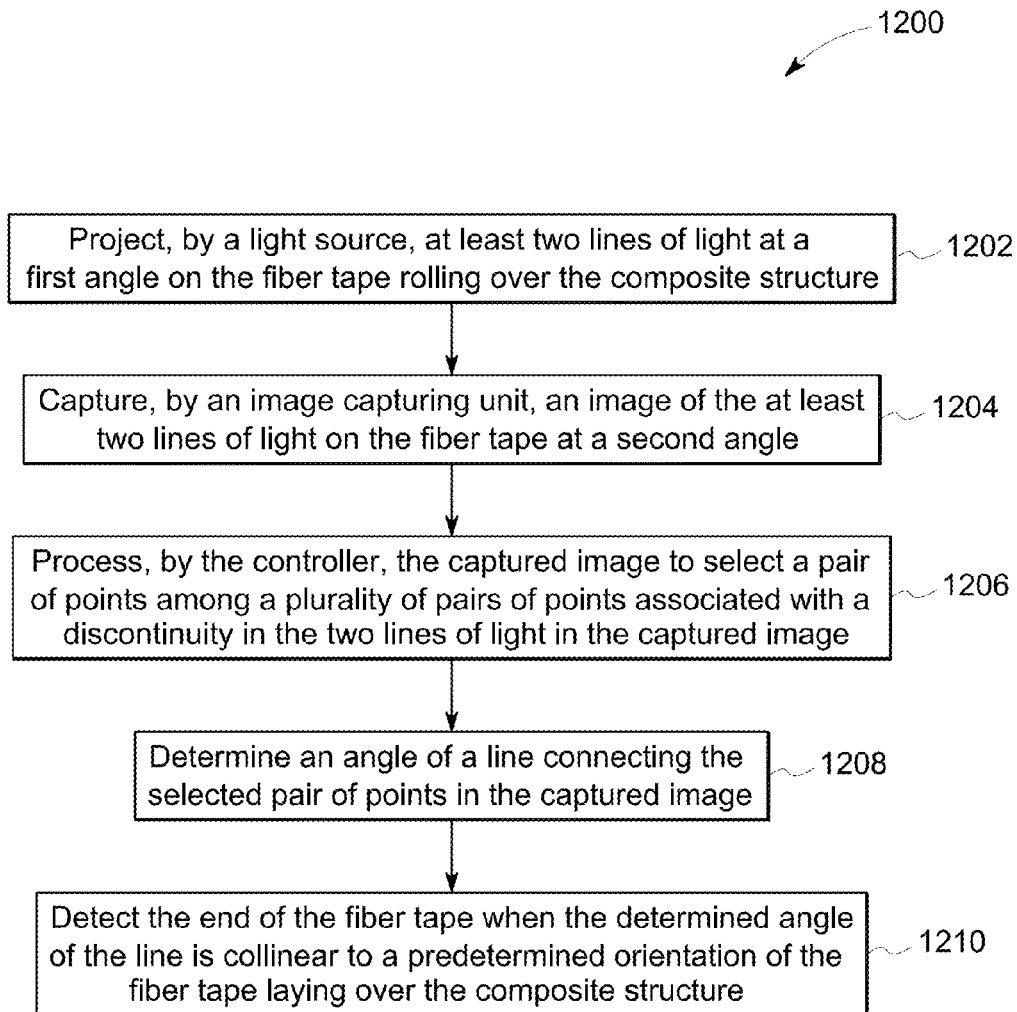 1200
Project, by a light source, at least two lines of light at a
first angle on the fiber tape rolling over the composite structure
1202
Capture, by an image capturing unit, an image of the at least
two lines of light on the fiber tape at a second angle
1204
Process, by the controller, the captured image to select a pair
of points among a plurality of pairs of points associated with a
discontinuity in the two lines of light in the captured image
1206
Determine an angle of a line connecting the
selected pair of points in the captured image
1208
Detect the end of the fiber tape when the determined angle
of the line is collinear to a predetermined orientation of the
fiber tape laying over the composite structure
1210